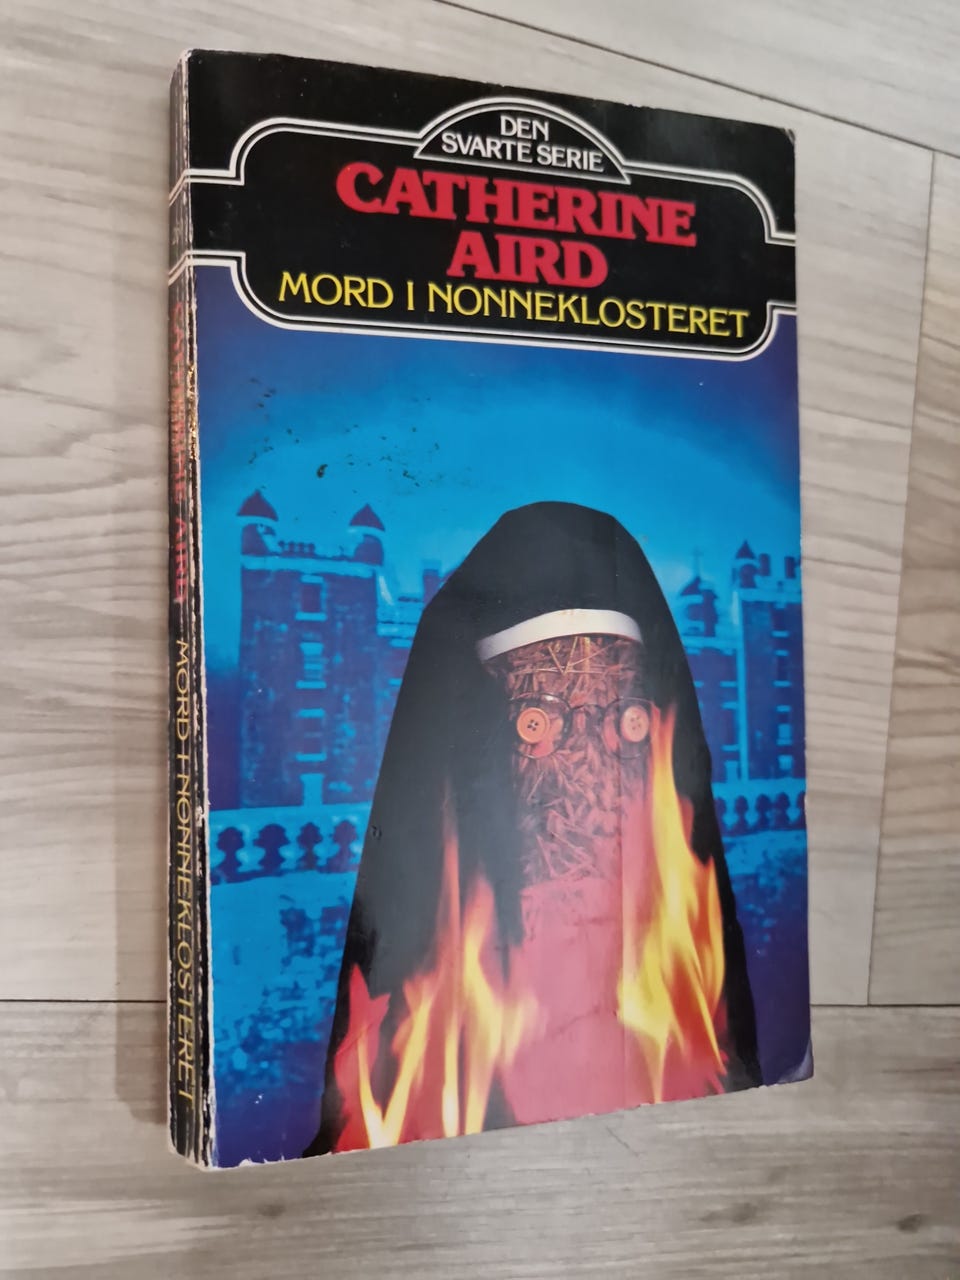 DEN
SVARTE SERIE
CATHERINE
AIRD
MORD I NONNEKLOSTERET
CATHERINE AIRD
MORD I NONNEKLOSTERET